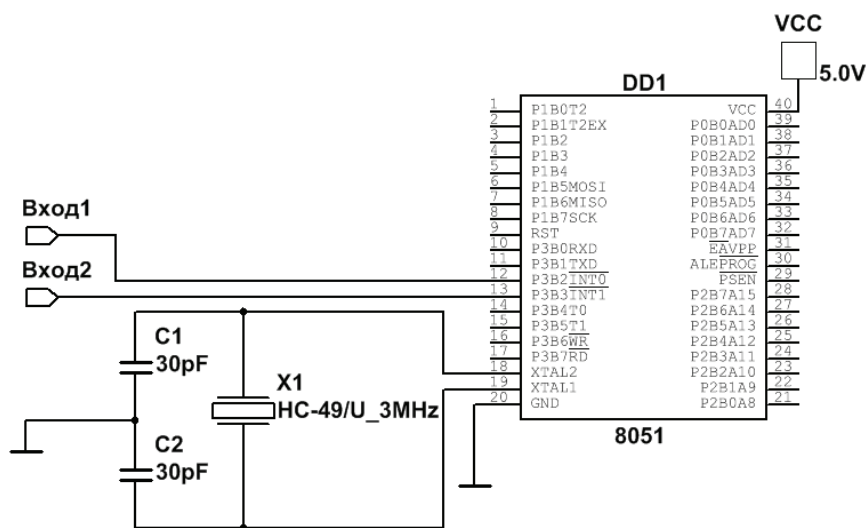 VCC
5.0V
DD1
1 P1B0T2 VCC 40
2 P1B1T2EX P0B0AD0 39
3 P1B2 P0B1AD1 38
4 P1B3 P0B2AD2 37
5 P1B4 P0B3AD3 36
6 P1B5MOSI P0B4AD4 35
7 P1B6MISO P0B5AD5 34
8 P1B7SCK P0B6AD6 33
9 RST P0B7AD7 32
10 P3B0RXD EAVPP 31
11 P3B1TXD ALEPROG 30
12 P3B2INT0 PSEN 29
13 P3B3INT1 P2B7A15 28
14 P3B4T0 P2B6A14 27
15 P3B5T1 P2B5A13 26
16 P3B6WR P2B4A12 25
17 P3B7RD P2B3A11 24
18 XTAL2 P2B2A10 23
19 XTAL1 P2B1A9 22
20 GND P2B0A8 21
8051
Вход1
Вход2
C1
30pF
X1
HC-49/U_3MHz
C2
30pF